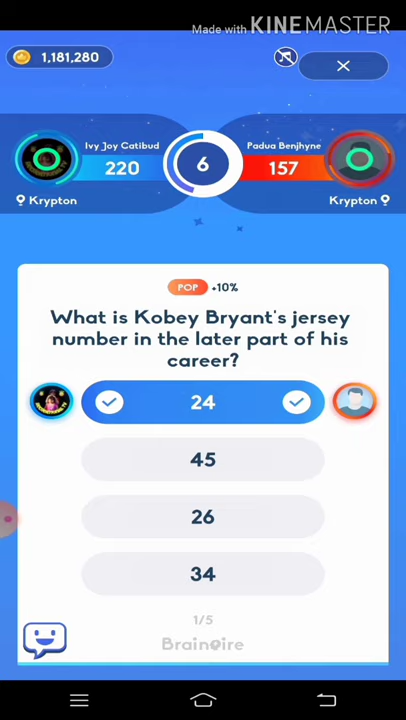 Made with KINEMASTER
1,181,280
Ivy Joy Catibud
220
6
Padua Benjhyne
157
Krypton
Krypton
POP +10%
What is Kobey Bryant's jersey
number in the later part of his
career?
24
45
26
34
1/5
Brainwire